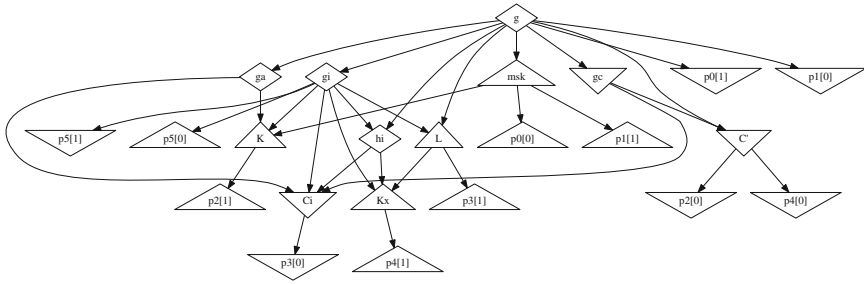 g
ga
gi
msk
gc
p0[1]
p1[0]
p5[1]
p5[0]
K
hi
L
p0[0]
p1[1]
C'
p2[1]
Ci
Kx
p3[1]
p2[0]
p4[0]
p3[0]
p4[1]